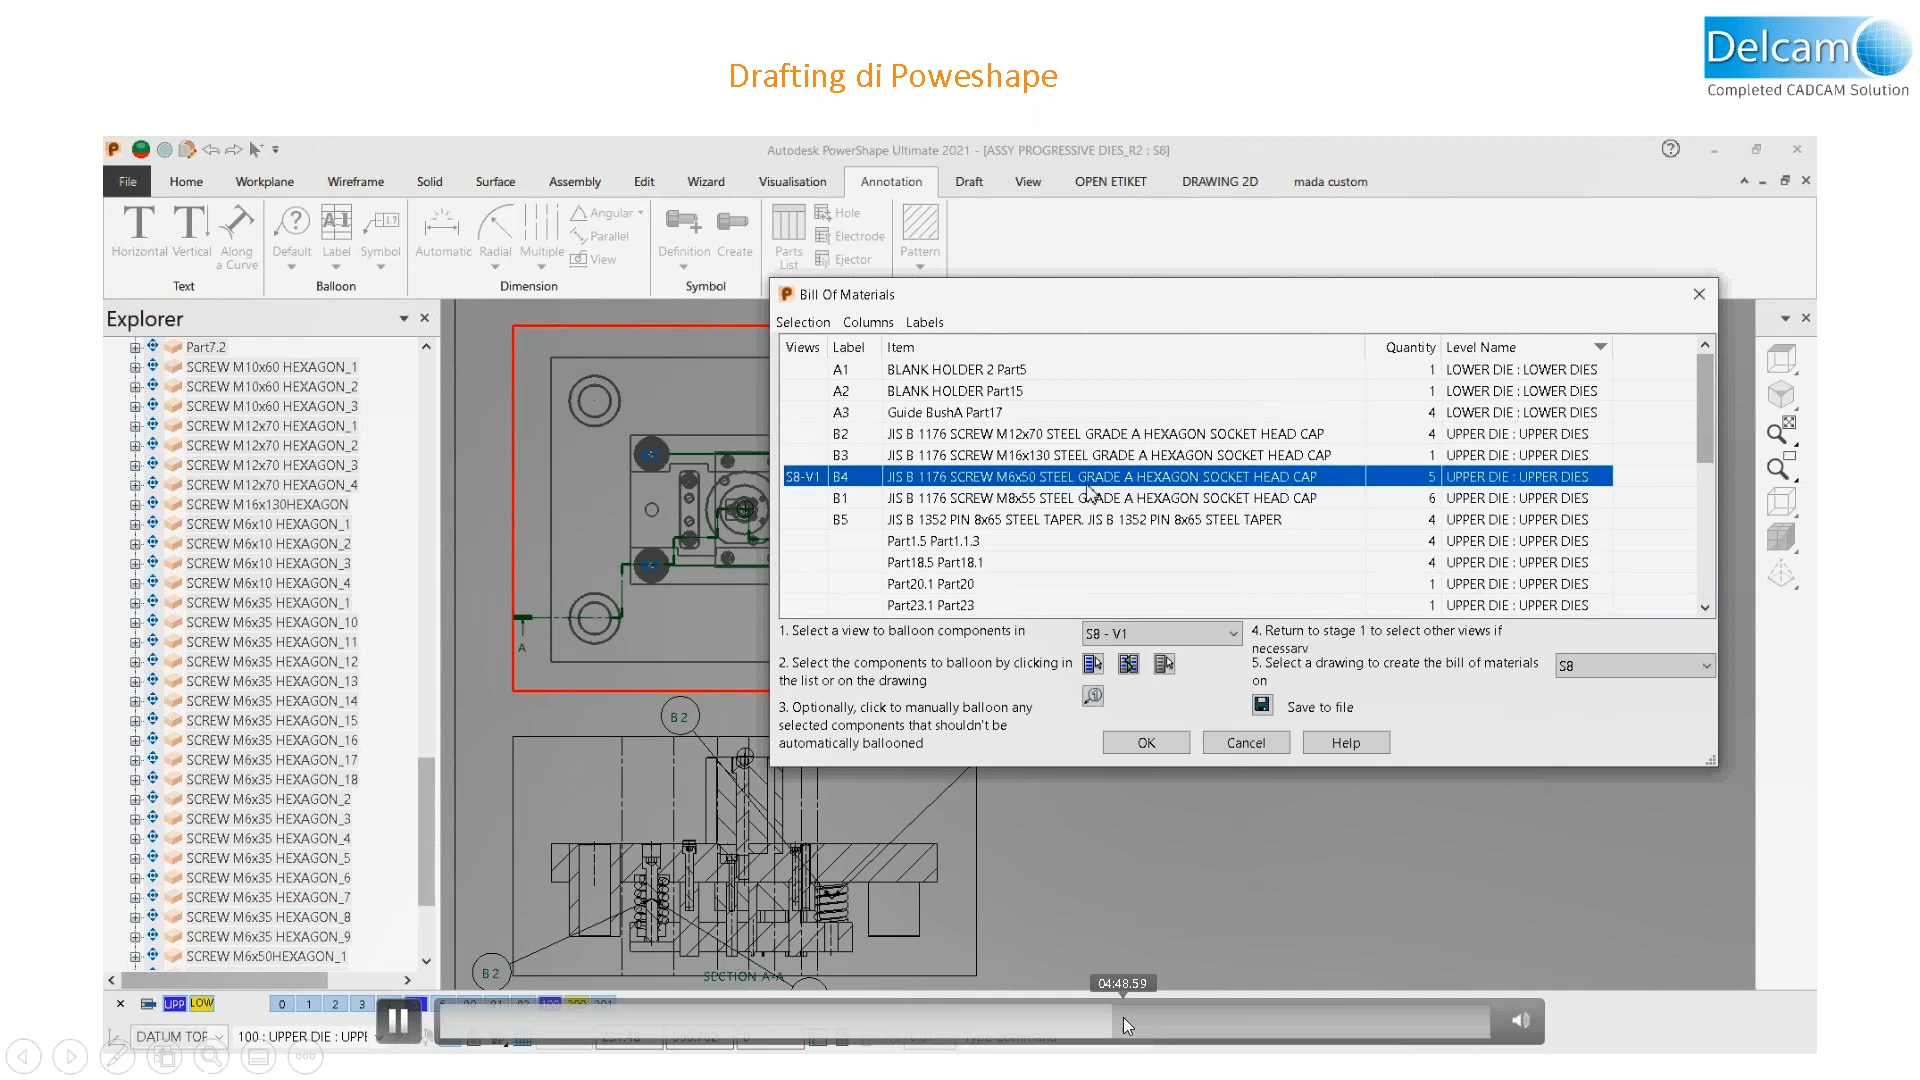 Drafting di Poweshape
Delcam
Completed CADCAM Solution
Autodesk PowerShape Ultimate 2021 - [ASSY PROGRESSIVE DIES_R2 : S8]
File Home Workplane Wireframe Solid Surface Assembly Edit Wizard Visualisation Annotation Draft View OPEN ETIKET DRAWING 2D mada custom
Horizontal Vertical Along a Curve
Text
Default Label Symbol
Balloon
Automatic Radial Multiple
Angular
Parallel
View
Dimension
Definition Create
Symbol
Parts List
Hole
Electrode
Ejector
Pattern
Explorer
Part7.2
SCREW M10x60 HEXAGON_1
SCREW M10x60 HEXAGON_2
SCREW M10x60 HEXAGON_3
SCREW M12x70 HEXAGON_1
SCREW M12x70 HEXAGON_2
SCREW M12x70 HEXAGON_3
SCREW M12x70 HEXAGON_4
SCREW M16x130HEXAGON
SCREW M6x10 HEXAGON_1
SCREW M6x10 HEXAGON_2
SCREW M6x10 HEXAGON_3
SCREW M6x10 HEXAGON_4
SCREW M6x35 HEXAGON_1
SCREW M6x35 HEXAGON_10
SCREW M6x35 HEXAGON_11
SCREW M6x35 HEXAGON_12
SCREW M6x35 HEXAGON_13
SCREW M6x35 HEXAGON_14
SCREW M6x35 HEXAGON_15
SCREW M6x35 HEXAGON_16
SCREW M6x35 HEXAGON_17
SCREW M6x35 HEXAGON_18
SCREW M6x35 HEXAGON_2
SCREW M6x35 HEXAGON_3
SCREW M6x35 HEXAGON_4
SCREW M6x35 HEXAGON_5
SCREW M6x35 HEXAGON_6
SCREW M6x35 HEXAGON_7
SCREW M6x35 HEXAGON_8
SCREW M6x35 HEXAGON_9
SCREW M6x50HEXAGON_1
A
B2
B2
SECTION A-A
Bill Of Materials
Selection Columns Labels
Views Label Item Quantity Level Name
A1 BLANK HOLDER 2 Part5 1 LOWER DIE : LOWER DIES
A2 BLANK HOLDER Part15 1 LOWER DIE : LOWER DIES
A3 Guide BushA Part17 4 LOWER DIE : LOWER DIES
B2 JIS B 1176 SCREW M12x70 STEEL GRADE A HEXAGON SOCKET HEAD CAP 4 UPPER DIE : UPPER DIES
B3 JIS B 1176 SCREW M16x130 STEEL GRADE A HEXAGON SOCKET HEAD CAP 1 UPPER DIE : UPPER DIES
S8-V1 B4 JIS B 1176 SCREW M6x50 STEEL GRADE A HEXAGON SOCKET HEAD CAP 5 UPPER DIE : UPPER DIES
B1 JIS B 1176 SCREW M8x55 STEEL GRADE A HEXAGON SOCKET HEAD CAP 6 UPPER DIE : UPPER DIES
B5 JIS B 1352 PIN 8x65 STEEL TAPER. JIS B 1352 PIN 8x65 STEEL TAPER 4 UPPER DIE : UPPER DIES
Part1.5 Part1.1.3 4 UPPER DIE : UPPER DIES
Part18.5 Part18.1 4 UPPER DIE : UPPER DIES
Part20.1 Part20 1 UPPER DIE : UPPER DIES
Part23.1 Part23 1 UPPER DIE : UPPER DIES
1. Select a view to balloon components in
S8 - V1
2. Select the components to balloon by clicking in
the list or on the drawing
3. Optionally, click to manually balloon any
selected components that shouldn't be
automatically ballooned
4. Return to stage 1 to select other views if
necessary
5. Select a drawing to create the bill of materials
on
S8
Save to file
OK Cancel Help
04:48.59
UPP LOW 0 1 2 3
DATUM TOP 100 : UPPER DIE : UPPE